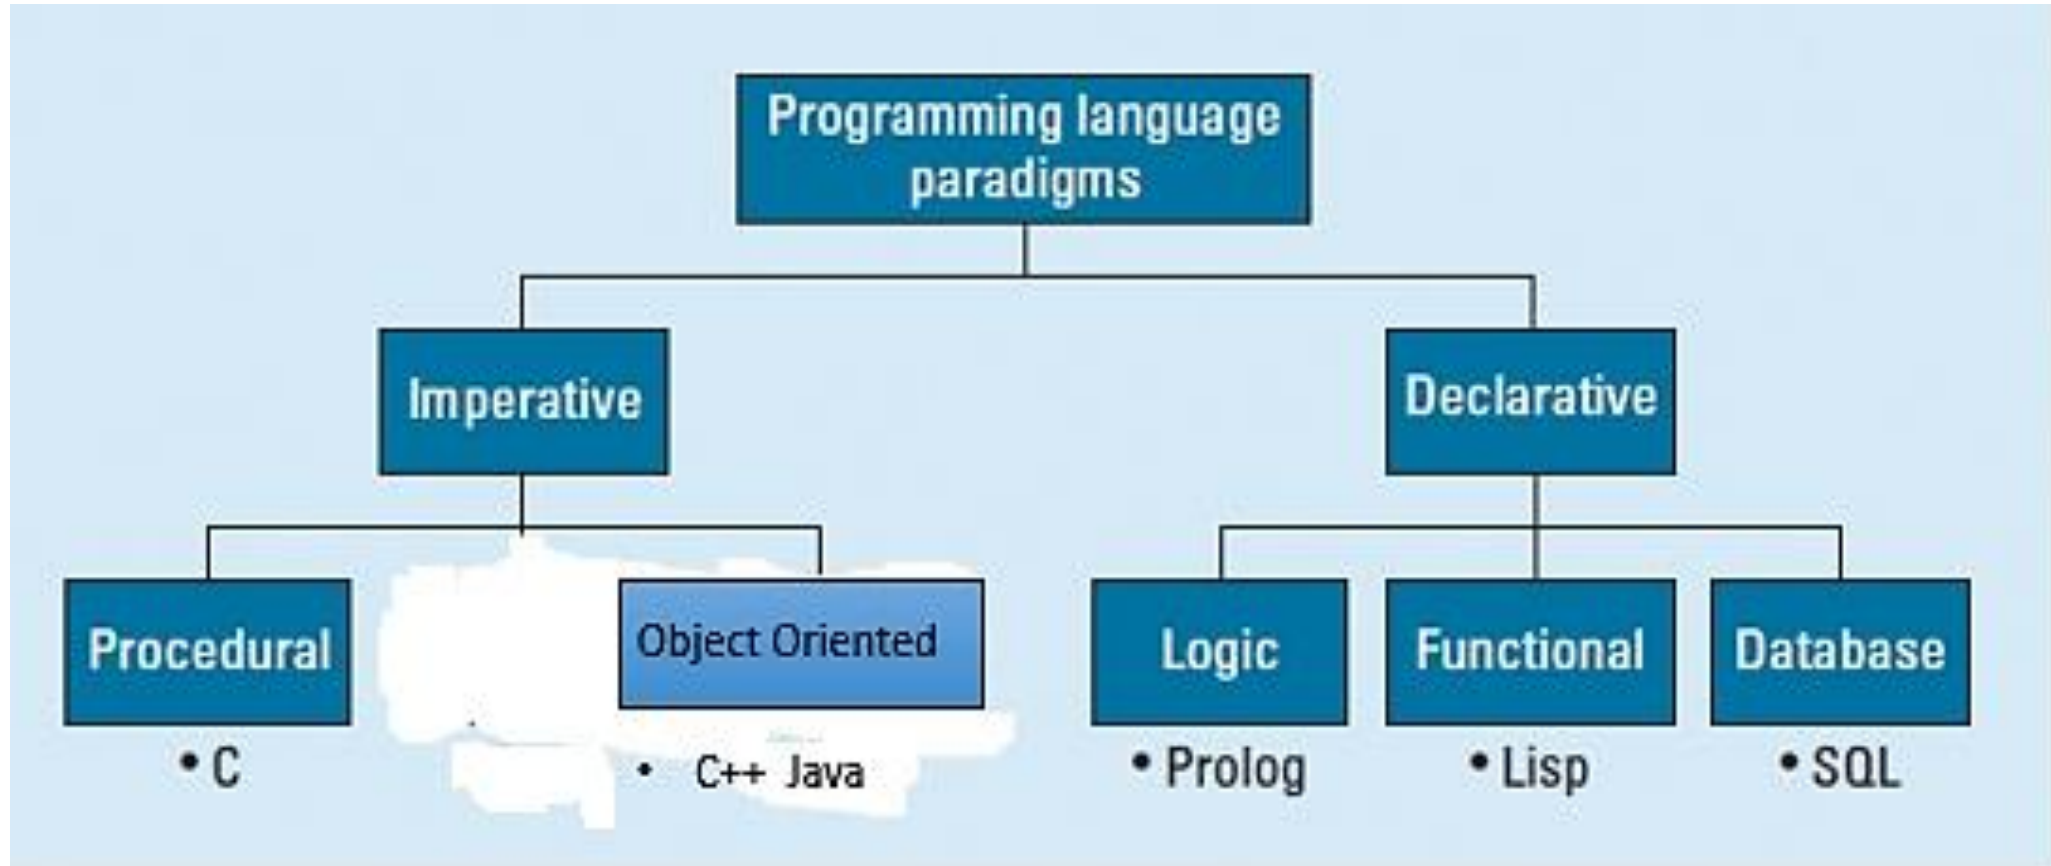 Programming language
paradigms
Imperative
Declarative
Procedural
Object Oriented
Logic
Functional
Database
• C
• C++ Java
• Prolog
• Lisp
• SQL